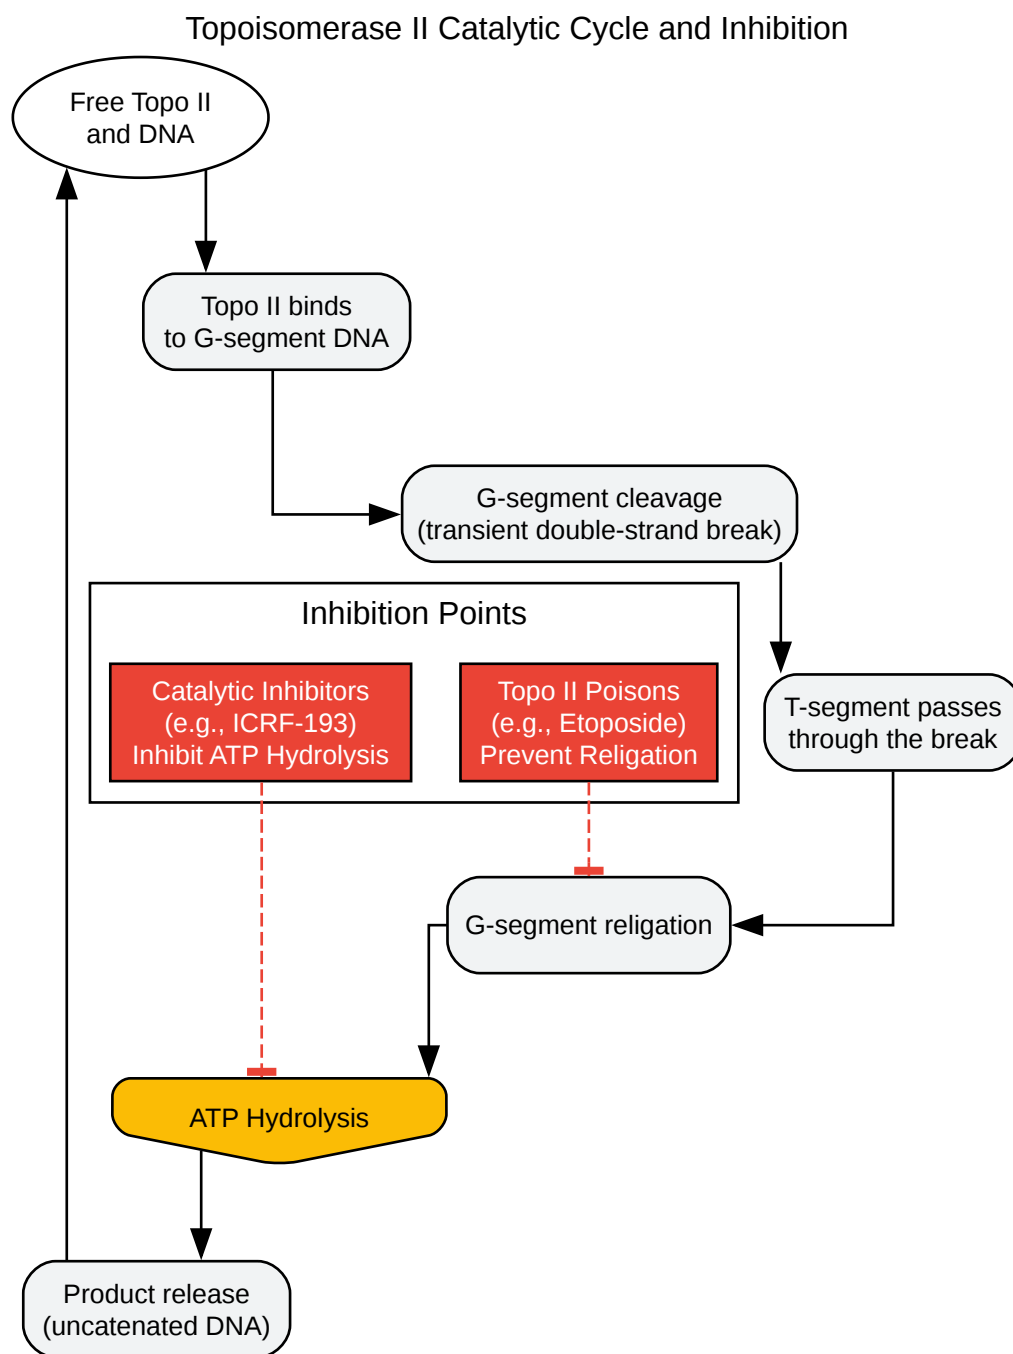 Topoisomerase II Catalytic Cycle and Inhibition
Free Topo II
and DNA
Topo II binds
to G-segment DNA
G-segment cleavage
(transient double-strand break)
Inhibition Points
Catalytic Inhibitors
(e.g., ICRF-193)
Inhibit ATP Hydrolysis
Topo II Poisons
(e.g., Etoposide)
Prevent Religation
T-segment passes
through the break
G-segment religation
ATP Hydrolysis
Product release
(uncatenated DNA)